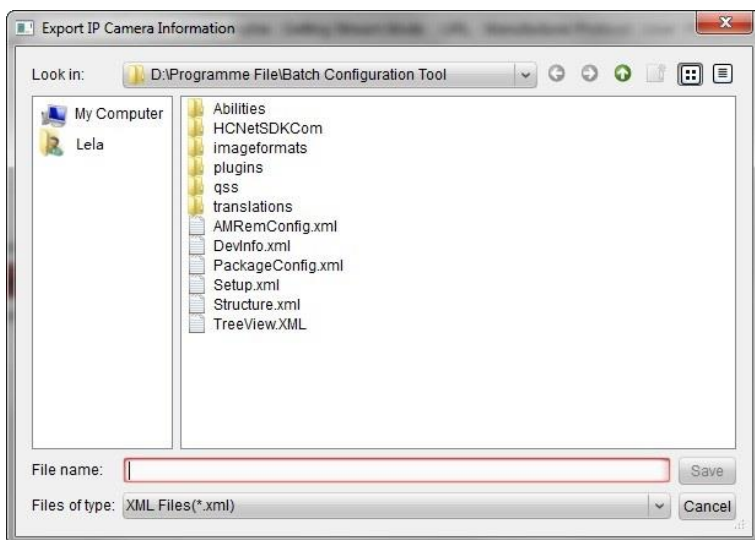 Export IP Camera Information
Look in:
D:\Programme File\Batch Configuration Tool
My Computer
Lela
Abilities
HCNetSDKCom
imageformats
plugins
qss
translations
AMRemConfig.xml
DevInfo.xml
PackageConfig.xml
Setup.xml
Structure.xml
TreeView.XML
File name:
Save
Files of type:
XML Files(*.xml)
Cancel